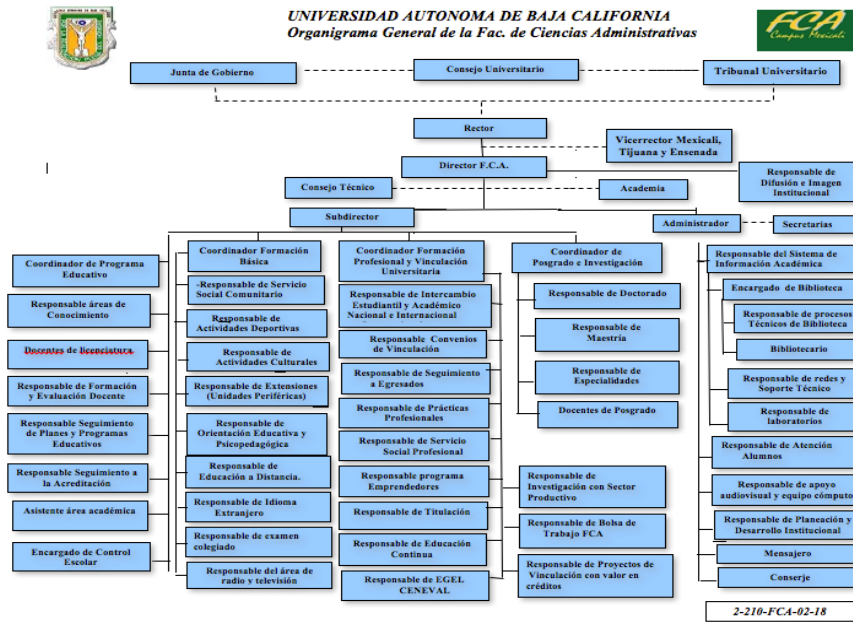 UNIVERSIDAD AUTONOMA DE BAJA CALIFORNIA
Organigrama General de la Fac. de Ciencias Administrativas
FCA
Campus Mexicali
Junta de Gobierno
Consejo Universitario
Tribunal Universitario
Rector
Vicerrector Mexicali,
Tijuana y Ensenada
Director F.C.A.
Responsable de
Difusión e Imagen
Institucional
Consejo Técnico
Academia
Subdirector
Administrador
Secretarias
Coordinador de Programa
Educativo
Responsable áreas de
Conocimiento
Docentes de licenciatura
Responsable de Formación
y Evaluación Docente
Responsable Seguimiento
de Planes y Programas
Educativos
Responsable Seguimiento a
la Acreditación
Asistente área académica
Encargado de Control
Escolar
Coordinador Formación
Básica
-Responsable de Servicio
Social Comunitario
Responsable de
Actividades Deportivas
Responsable de
Actividades Culturales
Responsable de Extensiones
(Unidades Periféricas)
Responsable de
Orientación Educativa y
Psicopedagógica
Responsable de
Educación a Distancia.
Responsable de Idioma
Extranjero
Responsable de examen
colegiado
Responsable del área de
radio y televisión
Coordinador Formación
Profesional y Vinculación
Universitaria
Responsable de Intercambio
Estudiantil y Académico
Nacional e Internacional
Responsable Convenios
de Vinculación
Responsable de Seguimiento
a Egresados
Responsable de Prácticas
Profesionales
Responsable de Servicio
Social Profesional
Responsable programa
Emprendedores
Responsable de Titulación
Responsable de Educación
Continua
Responsable de EGEL
CENEVAL
Coordinador de
Posgrado e Investigación
Responsable de Doctorado
Responsable de
Maestría
Responsable de
Especialidades
Docentes de Posgrado
Responsable de
Investigación con Sector
Productivo
Responsable de Bolsa de
Trabajo FCA
Responsable de Proyectos de
Vinculación con valor en
créditos
Responsable del Sistema de
Información Académica
Encargado de Biblioteca
Responsable de procesos
Técnicos de Biblioteca
Bibliotecario
Responsable de redes y
Soporte Técnico
Responsable de
laboratorios
Responsable de Atención
Alumnos
Responsable de apoyo
audiovisual y equipo cómputo
Responsable de Planeación y
Desarrollo Institucional
Mensajero
Conserje
2-210-FCA-02-18